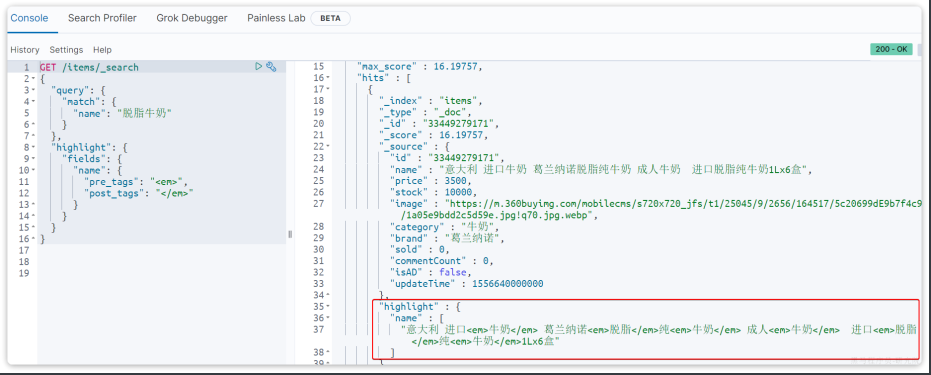 Console Search Profiler Grok Debugger Painless Lab BETA
History Settings Help
200 - OK
1 GET /items/_search
2 {
3 "query": {
4 "match": {
5 "name": "脱脂牛奶"
6 }
7 },
8 "highlight": {
9 "fields": {
10 "name": {
11 "pre_tags": "<em>",
12 "post_tags": "</em>"
13 }
14 }
15 }
16 }
17
18
19
15 "max_score" : 16.19757,
16 "hits" : [
17 {
18 "_index" : "items",
19 "_type" : "_doc",
20 "_id" : "33449279171",
21 "_score" : 16.19757,
22 "_source" : {
23 "id" : "33449279171",
24 "name" : "意大利 进口牛奶 葛兰纳诺脱脂纯牛奶 成人牛奶  进口脱脂纯牛奶1Lx6盒",
25 "price" : 3500,
26 "stock" : 10000,
27 "image" : "https://m.360buyimg.com/mobilecms/s720x720_jfs/t1/25045/9/2656/164517/5c20699dE9b7f4c9
/1a05e9bdd2c5d59e.jpg!q70.jpg.webp",
28 "category" : "牛奶",
29 "brand" : "葛兰纳诺",
30 "sold" : 0,
31 "commentCount" : 0,
32 "isAD" : false,
33 "updateTime" : 1556640000000
34 },
35 "highlight" : {
36 "name" : [
37 "意大利 进口<em>牛奶</em> 葛兰纳诺<em>脱脂</em>纯<em>牛奶</em> 成人<em>牛奶</em>  进口<em>脱脂
</em>纯<em>牛奶</em>1Lx6盒"
38 ]
39 }